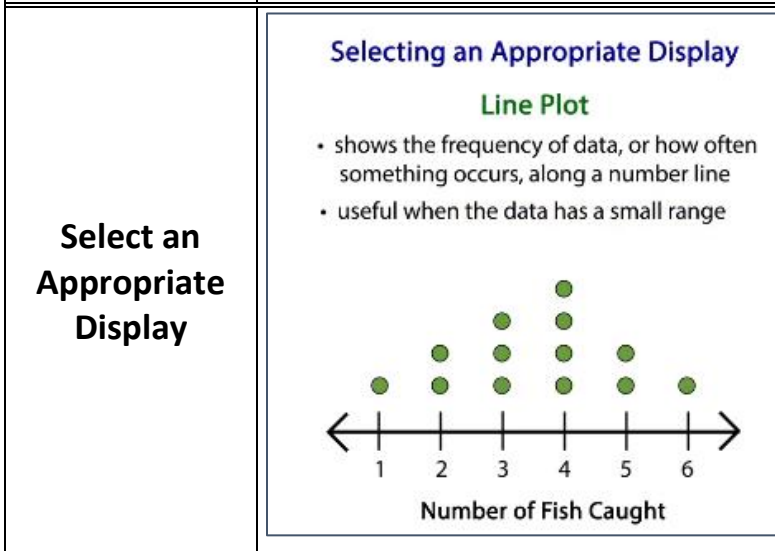 Select an
Appropriate
Display
Selecting an Appropriate Display
Line Plot
• shows the frequency of data, or how often
something occurs, along a number line
• useful when the data has a small range
1 2 3 4 5 6
Number of Fish Caught